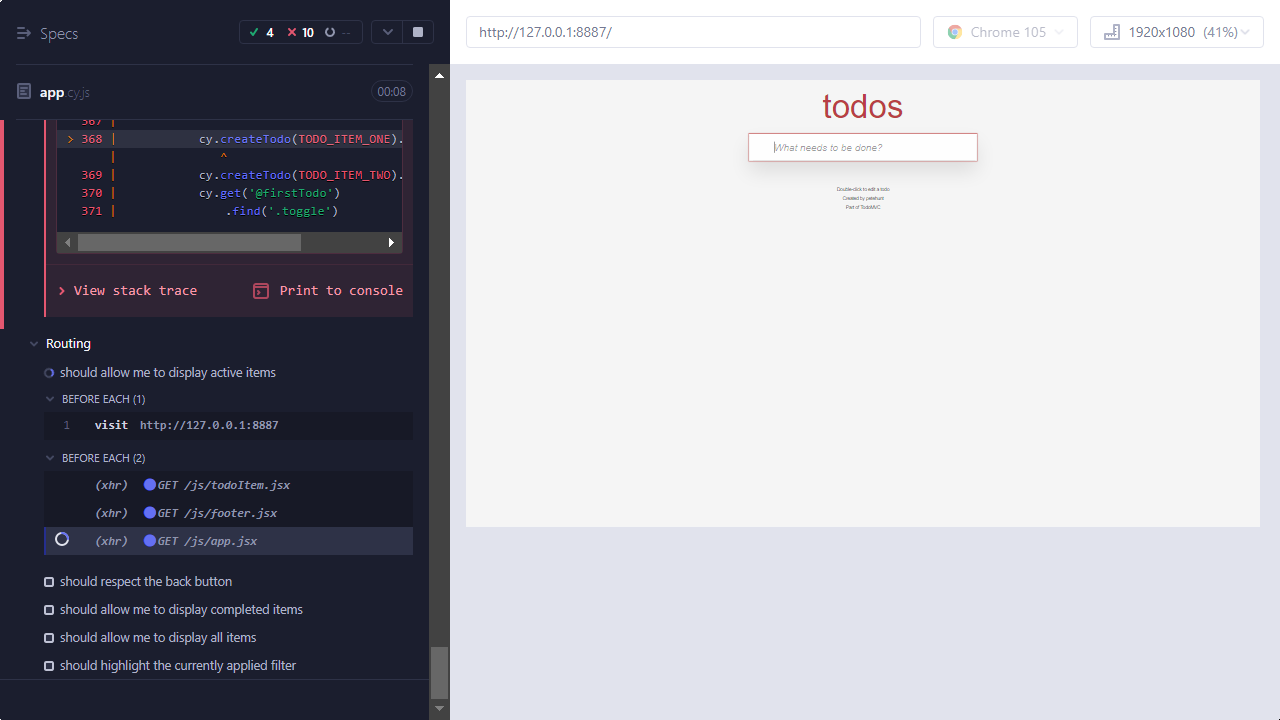 Specs
4
10
--
app.cy.js
00:08
367 |
> 368 | cy.createTodo(TODO_ITEM_ONE).
| ^
369 | cy.createTodo(TODO_ITEM_TWO).
370 | cy.get('@firstTodo')
371 | .find('.toggle')
View stack trace
Print to console
Routing
should allow me to display active items
BEFORE EACH (1)
1 visit http://127.0.0.1:8887
BEFORE EACH (2)
(xhr) GET /js/todoItem.jsx
(xhr) GET /js/footer.jsx
(xhr) GET /js/app.jsx
should respect the back button
should allow me to display completed items
should allow me to display all items
should highlight the currently applied filter
http://127.0.0.1:8887/
Chrome 105
1920x1080 (41%)
todos
What needs to be done?
Double-click to edit a todo
Created by petehunt
Part of TodoMVC